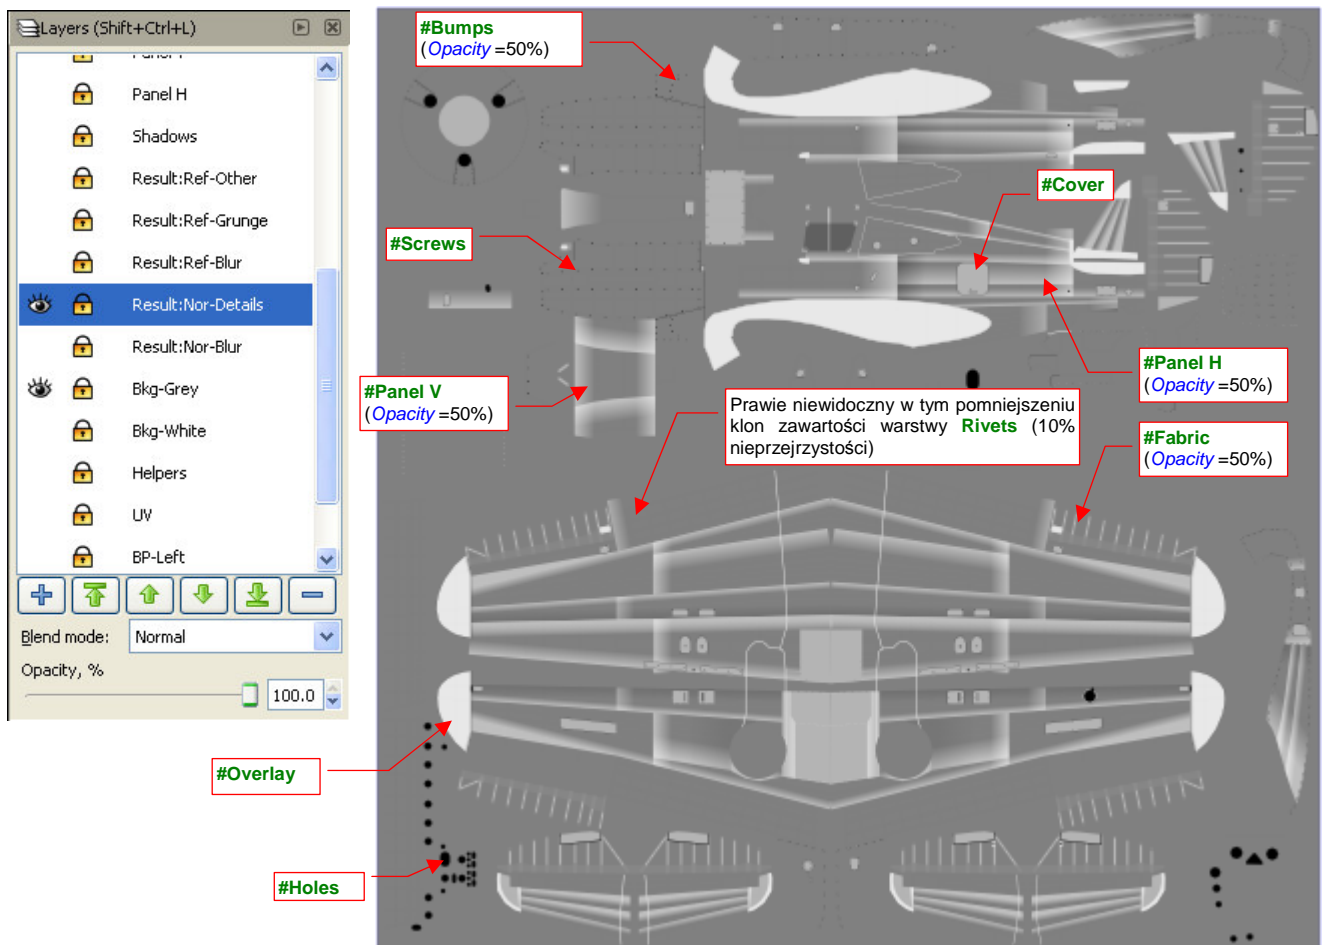 Layers (Shift+Ctrl+L)
Panel H
Shadows
Result:Ref-Other
Result:Ref-Grunge
Result:Ref-Blur
Result:Nor-Details
Result:Nor-Blur
Bkg-Grey
Bkg-White
Helpers
UV
BP-Left
Blend mode:
Normal
Opacity, %
100.0
#Bumps
(Opacity =50%)
#Cover
#Screws
#Panel H
(Opacity =50%)
#Panel V
(Opacity =50%)
Prawie niewidoczny w tym pomniejszeniu
klon zawartości warstwy Rivets (10%
nieprzejrzystości)
#Fabric
(Opacity =50%)
#Overlay
#Holes